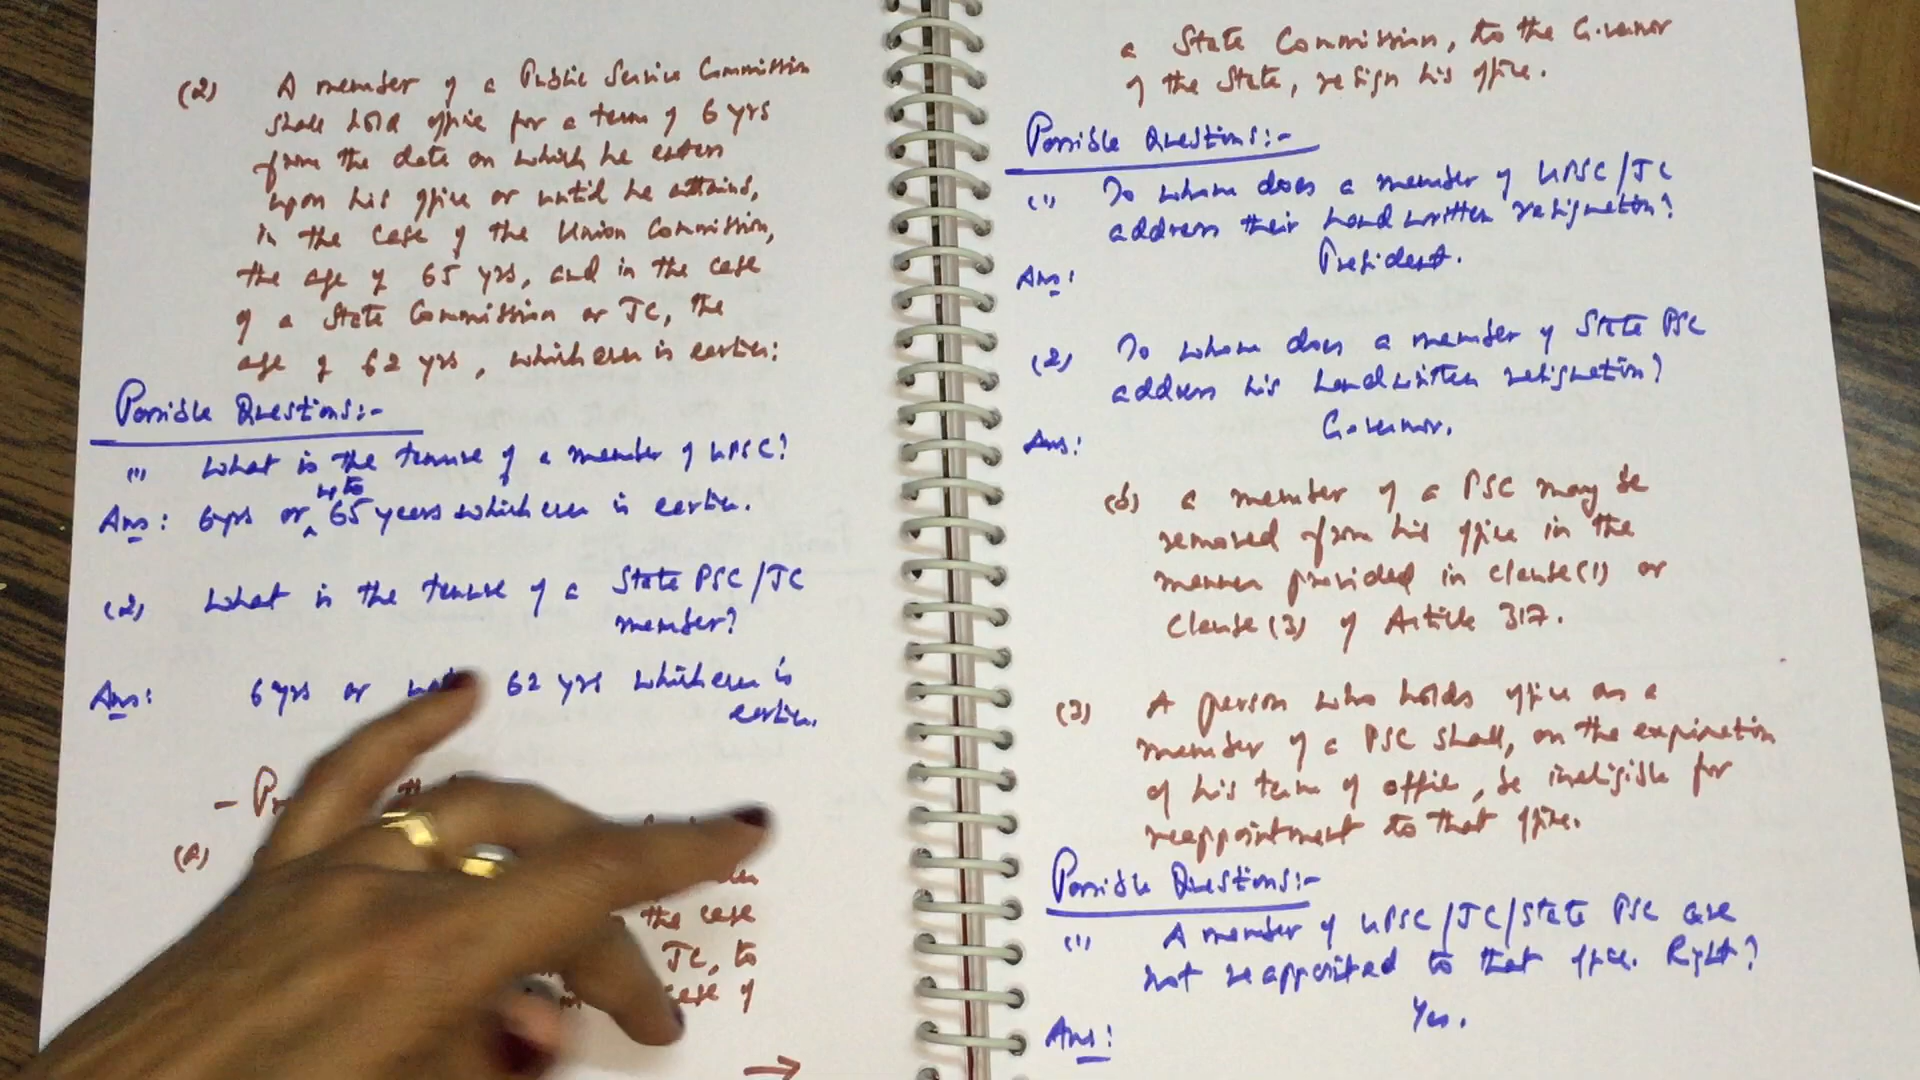 (2) A member of a Public Service Commission
shall hold office for a term of 6 yrs
from the date on which he enters
upon his office or until he attains,
in the case of the Union Commission,
the age of 65 yrs, and in the case
of a State Commission or JC, the
age of 62 yrs, whichever is earlier:
Possible Questions:-
(1) What is the tenure of a member of UPSC?
Ans: 6yrs or upto 65 years whichever is earlier.
(2) What is the tenure of a State PSC/JC
member?
Ans: 6 yrs or 62 yrs whichever is
earlier.
(a)
the case
JC, to
case of
a State Commission, to the Governor
of the State, resign his office.
Possible Questions:-
(1) To whom does a member of UPSC/JC
address their hand written resignation?
Ans: President.
(2) To whom does a member of State PSC
address his handwritten resignation?
Ans: Governor.
(b) a member of a PSC may be
removed from his office in the
manner provided in clause(1) or
Clause(3) of Article 317.
(3) A person who holds office as a
member of a PSC shall, on the expiration
of his term of office, be ineligible for
reappointment to that office.
Possible Questions:-
(1) A member of UPSC/JC/State PSC are
not reappointed to that office. Right?
Ans: Yes.